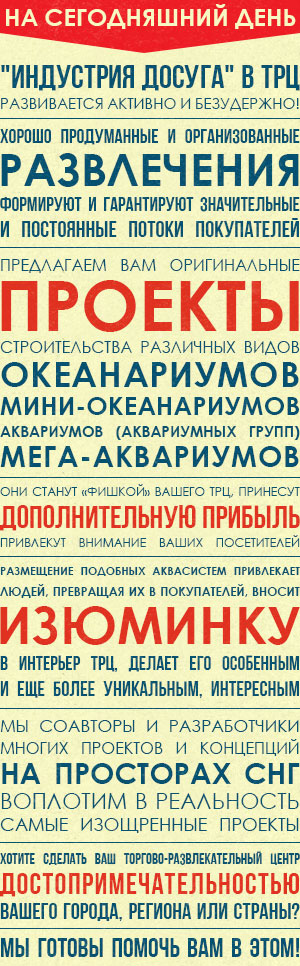 НА СЕГОДНЯШНИЙ ДЕНЬ
"ИНДУСТРИЯ ДОСУГА" В ТРЦ
РАЗВИВАЕТСЯ АКТИВНО И БЕЗУДЕРЖНО!
ХОРОШО ПРОДУМАННЫЕ И ОРГАНИЗОВАННЫЕ
РАЗВЛЕЧЕНИЯ
ФОРМИРУЮТ И ГАРАНТИРУЮТ ЗНАЧИТЕЛЬНЫЕ
И ПОСТОЯННЫЕ ПОТОКИ ПОКУПАТЕЛЕЙ
ПРЕДЛАГАЕМ ВАМ ОРИГИНАЛЬНЫЕ
ПРОЕКТЫ
СТРОИТЕЛЬСТВА РАЗЛИЧНЫХ ВИДОВ
ОКЕАНАРИУМОВ
МИНИ-ОКЕАНАРИУМОВ
АКВАРИУМОВ (АКВАРИУМНЫХ ГРУПП)
МЕГА-АКВАРИУМОВ
ОНИ СТАНУТ «ФИШКОЙ» ВАШЕГО ТРЦ, ПРИНЕСУТ
ДОПОЛНИТЕЛЬНУЮ ПРИБЫЛЬ
ПРИВЛЕКУТ ВНИМАНИЕ ВАШИХ ПОСЕТИТЕЛЕЙ
РАЗМЕЩЕНИЕ ПОДОБНЫХ АКВАСИСТЕМ ПРИВЛЕКАЕТ
ЛЮДЕЙ, ПРЕВРАЩАЯ ИХ В ПОКУПАТЕЛЕЙ, ВНОСИТ
ИЗЮМИНКУ
В ИНТЕРЬЕР ТРЦ, ДЕЛАЕТ ЕГО ОСОБЕННЫМ
И ЕЩЕ БОЛЕЕ УНИКАЛЬНЫМ, ИНТЕРЕСНЫМ
МЫ СОАВТОРЫ И РАЗРАБОТЧИКИ
МНОГИХ ПРОЕКТОВ И КОНЦЕПЦИЙ
НА ПРОСТОРАХ СНГ
ВОПЛОТИМ В РЕАЛЬНОСТЬ
САМЫЕ ИЗОЩРЕННЫЕ ПРОЕКТЫ
ХОТИТЕ СДЕЛАТЬ ВАШ ТОРГОВО-РАЗВЛЕКАТЕЛЬНЫЙ ЦЕНТР
ДОСТОПРИМЕЧАТЕЛЬНОСТЬЮ
ВАШЕГО ГОРОДА, РЕГИОНА ИЛИ СТРАНЫ?
МЫ ГОТОВЫ ПОМОЧЬ ВАМ В ЭТОМ!